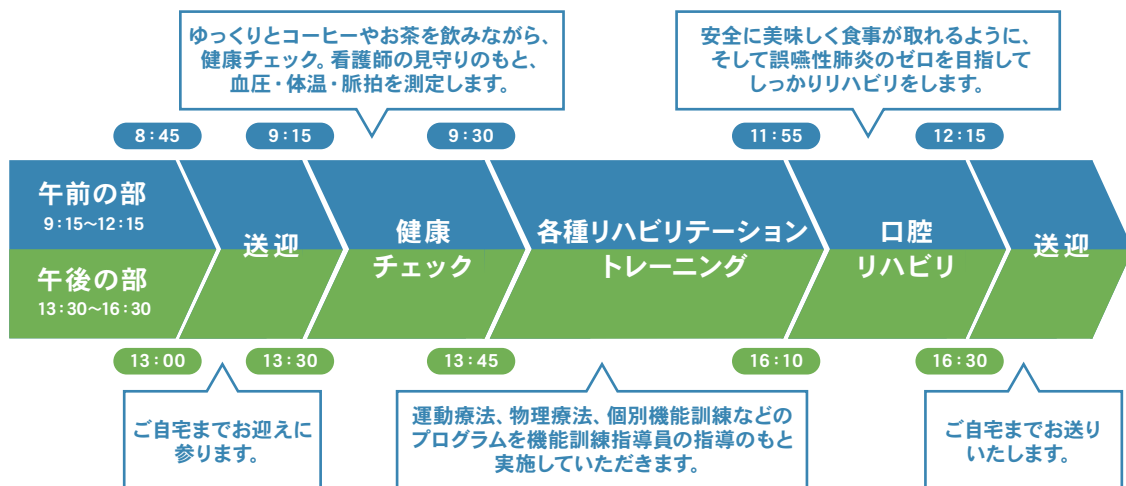 ゆっくりとコーヒーやお茶を飲みながら、
健康チェック。看護師の見守りのもと、
血圧・体温・脈拍を測定します。
安全に美味しく食事が取れるように、
そして誤嚥性肺炎のゼロを目指して
しっかりリハビリをします。
8:45
9:15
9:30
11:55
12:15
午前の部
9:15～12:15
午後の部
13:30～16:30
送迎
健康
チェック
各種リハビリテーション
トレーニング
口腔
リハビリ
送迎
13:00
13:30
13:45
16:10
16:30
ご自宅までお迎えに
参ります。
運動療法、物理療法、個別機能訓練などの
プログラムを機能訓練指導員の指導のもと
実施していただきます。
ご自宅までお送り
いたします。